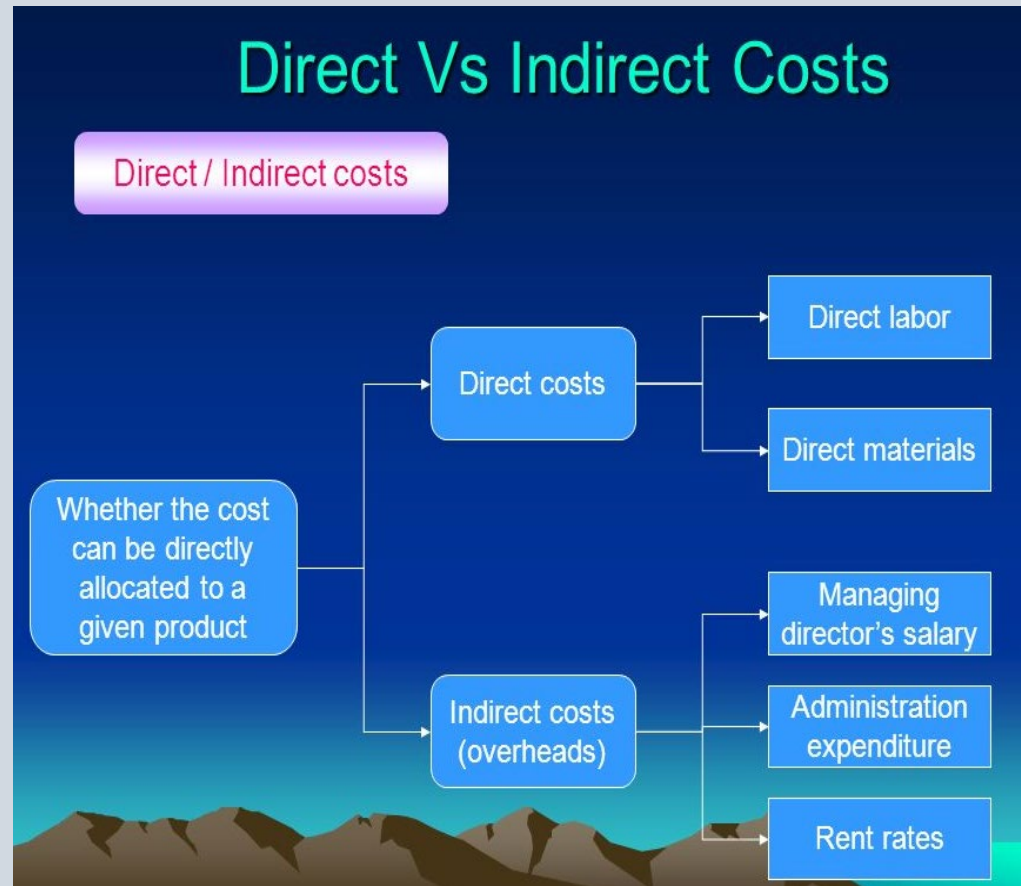 Direct Vs Indirect Costs
Direct / Indirect costs
Whether the cost
can be directly
allocated to a
given product
Direct costs
Direct labor
Direct materials
Indirect costs
(overheads)
Managing
director’s salary
Administration
expenditure
Rent rates